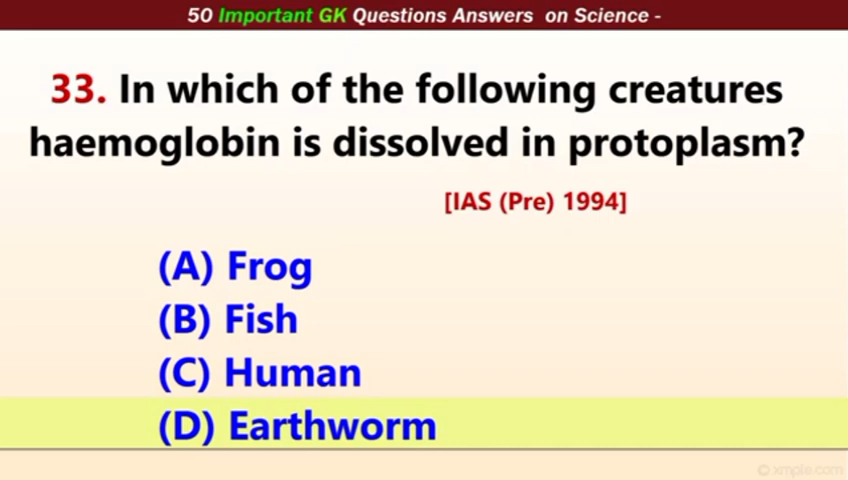 50 Important GK Questions Answers on Science -
33. In which of the following creatures
haemoglobin is dissolved in protoplasm?
[IAS (Pre) 1994]
(A) Frog
(B) Fish
(C) Human
(D) Earthworm
© xmple.com